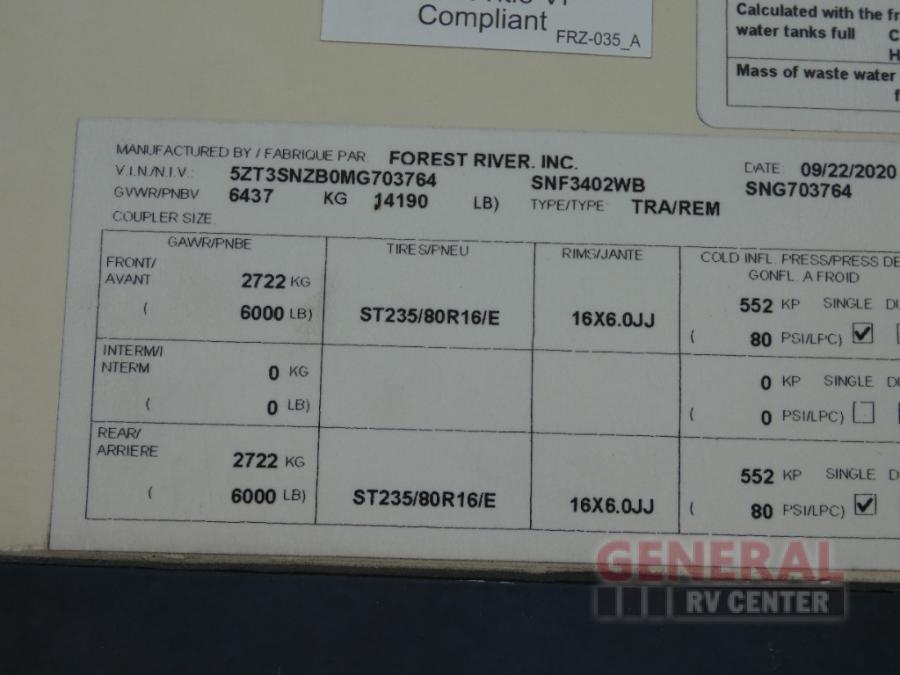 Compliant
FRZ-035_A
Calculated with the
water tanks full
Mass of waste water
MANUFACTURED BY / FABRIQUE PAR FOREST RIVER. INC. DATE: 09/22/2020
V.I.N./N.I.V.: 5ZT3SNZB0MG703764 SNF3402WB SNG703764
GVWR/PNBV 6437 KG 14190 LB) TYPE/TYPE TRA/REM
COUPLER SIZE
GAWR/PNBE TIRES/PNEU RIMS/JANTE COLD INFL. PRESS/PRESS DE
GONFL. A FROID
FRONT/
AVANT 2722 KG 552 KP SINGLE
( 6000 LB) ST235/80R16/E 16X6.0JJ ( 80 PSI/LPC)
INTERM/I
NTERM 0 KG 0 KP SINGLE
( 0 LB) ( 0 PSI/LPC)
REAR/
ARRIERE 2722 KG 552 KP SINGLE
( 6000 LB) ST235/80R16/E 16X6.0JJ ( 80 PSI/LPC)
GENERAL
RV CENTER